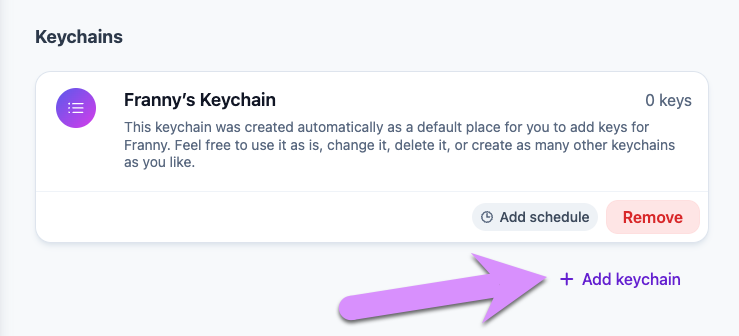 Keychains
Franny’s Keychain
0 keys
This keychain was created automatically as a default place for you to add keys for
Franny. Feel free to use it as is, change it, delete it, or create as many other keychains
as you like.
Add schedule
Remove
+ Add keychain